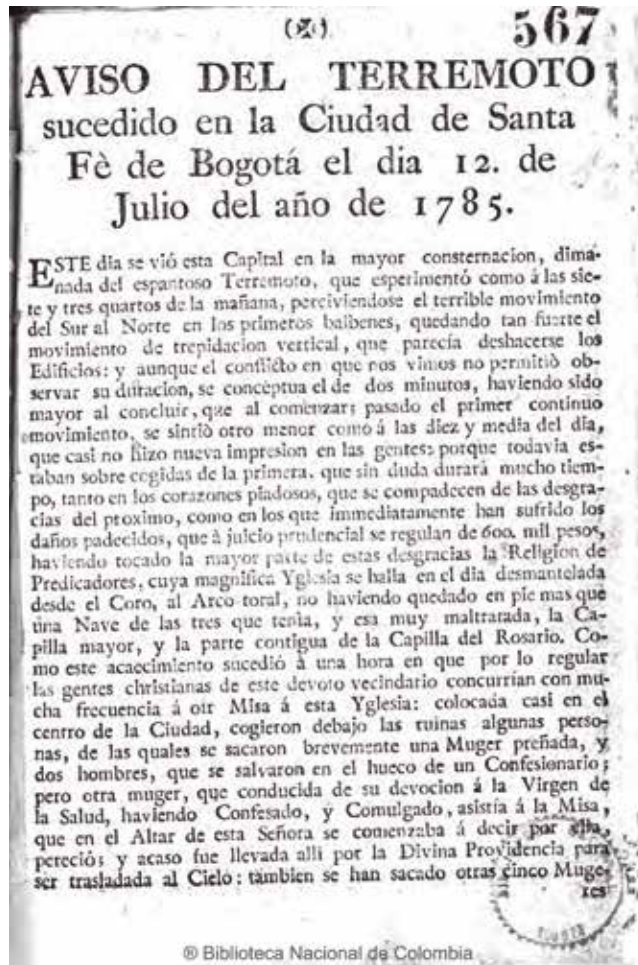 567
AVISO DEL TERREMOTO
sucedido en la Ciudad de Santa
Fè de Bogotá el dia 12. de
Julio del año de 1785.
ESTE dia se vió esta Capital en la mayor consternacion, dima-
nada del espantoso Terremoto, que esperimentó como á las sie-
te y tres quartos de la mañana, perciviendose el terrible movimiento
del Sur al Norte en los primeros baibenes, quedando tan fuerte el
movimiento de trepidacion vertical, que parecía deshacerse los
Edificios: y aunque el conflicto en que nos vimos no permitiò ob-
servar su duracion, se conceptua el de dos minutos, haviendo sido
mayor al concluir, que al comenzar; pasado el primer continuo
movimiento, se sintiò otro menor como á las diez y media del dia,
que casi no hizo nueva impresion en las gentes: porque todavia es-
taban sobre cogidas de la primera, que sin duda durará mucho tiem-
po, tanto en los corazones piadosos, que se compadecen de las desgra-
cias del proximo, como en los que immediatamente han sufrido los
daños padecidos, que à juicio prudencial se regulan de 600. mil pesos,
haviendo tocado la mayor parte de estas desgracias la Religion de
Predicadores, cuya magnifica Yglesia se halla en el dia desmantelada
desde el Coro, al Arco toral, no haviendo quedado en pie mas que
una Nave de las tres que tenia, y esa muy maltratada, la Ca-
pilla mayor, y la parte contigua de la Capilla del Rosario. Co-
mo este acaecimiento sucedió à una hora en que por lo regular
las gentes christianas de este devoto vecindario concurrían con mu-
cha frecuencia á oir Misa á esta Yglesia: colocada casi en el
centro de la Ciudad, cogieron debajo las ruinas algunas perso-
nas, de las quales se sacaron brevemente una Muger preñada, y
dos hombres, que se salvaron en el hueco de un Confesionario;
pero otra muger, que conducida de su devocion á la Virgen de
la Salud, haviendo Confesado, y Comulgado, asistía á la Misa,
que en el Altar de esta Señora se comenzaba á decir por ella,
pereció; y acaso fue llevada alli por la Divina Providencia para
ser trasladada al Cielo: tambien se han sacado otras cinco Muge-
res
® Biblioteca Nacional de Colombia